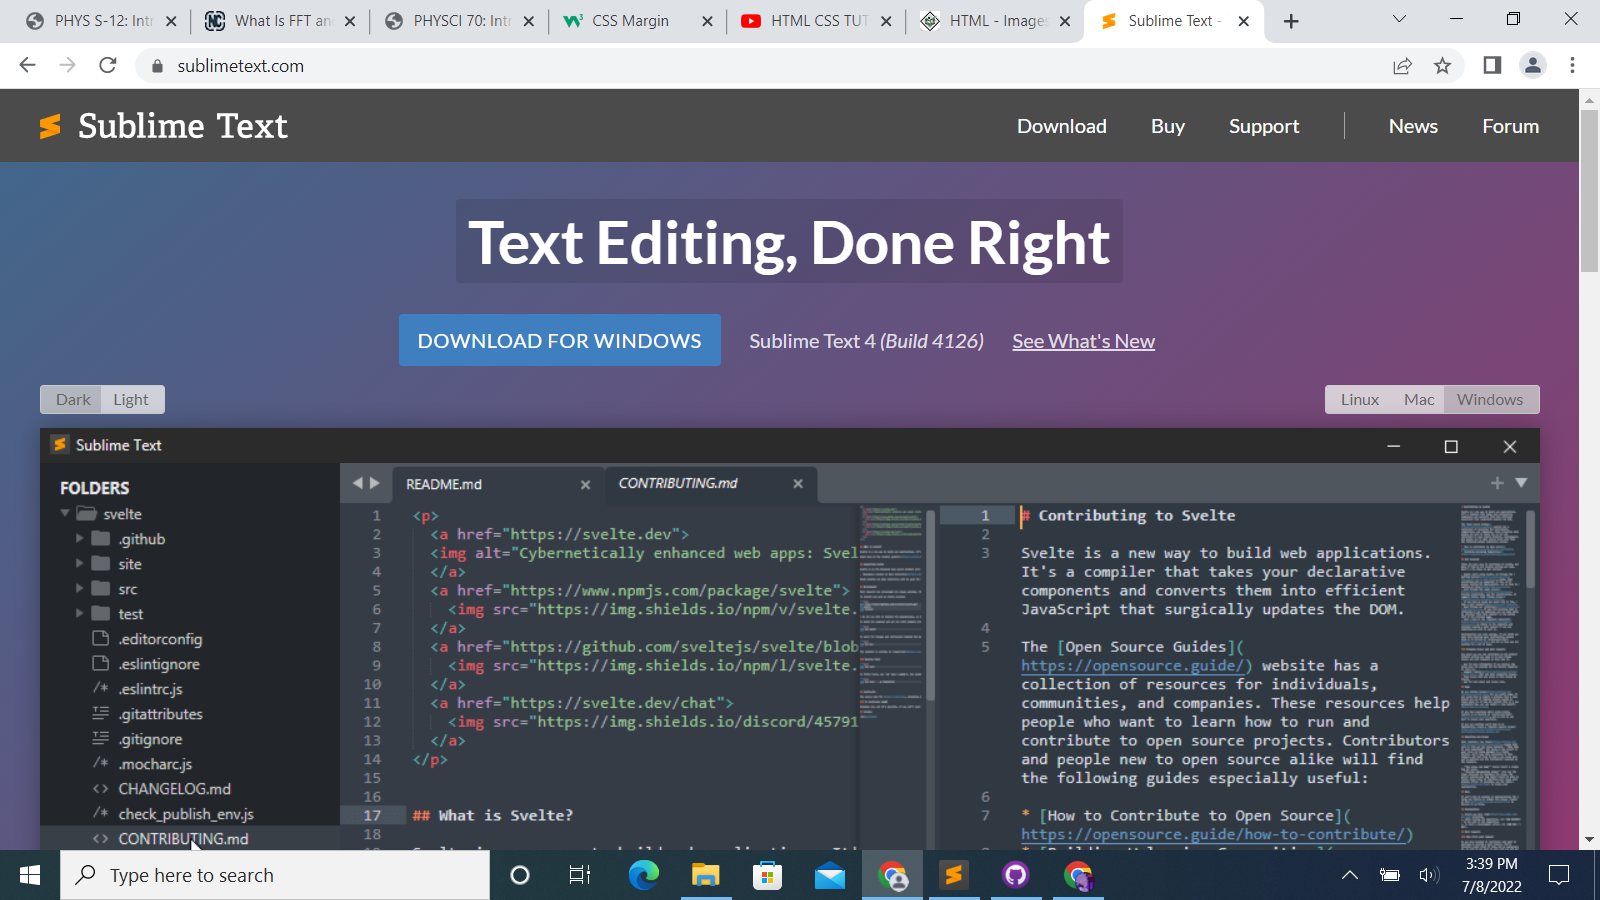 PHYS S-12: Intr
What Is FFT an
PHYSCI 70: Intr
CSS Margin
HTML CSS TUT
HTML - Images
Sublime Text -
sublimetext.com
Sublime Text
Download
Buy
Support
News
Forum
Text Editing, Done Right
DOWNLOAD FOR WINDOWS
Sublime Text 4 (Build 4126)
See What's New
Dark
Light
Linux
Mac
Windows
Sublime Text
FOLDERS
svelte
.github
site
src
test
.editorconfig
.eslintignore
/* .eslintrc.js
.gitattributes
.gitignore
/* .mocharc.js
<> CHANGELOG.md
/* check_publish_env.js
<> CONTRIBUTING.md
README.md
CONTRIBUTING.md
1 <p>
2 <a href="https://svelte.dev">
3 <img alt="Cybernetically enhanced web apps: Svel
4 </a>
5 <a href="https://www.npmjs.com/package/svelte">
6 <img src="https://img.shields.io/npm/v/svelte.
7 </a>
8 <a href="https://github.com/sveltejs/svelte/blob
9 <img src="https://img.shields.io/npm/l/svelte.
10 </a>
11 <a href="https://svelte.dev/chat">
12 <img src="https://img.shields.io/discord/45791
13 </a>
14 </p>
15
16
17 ## What is Svelte?
18
1 # Contributing to Svelte
2
3 Svelte is a new way to build web applications.
It's a compiler that takes your declarative
components and converts them into efficient
JavaScript that surgically updates the DOM.
4
5 The [Open Source Guides](
https://opensource.guide/) website has a
collection of resources for individuals,
communities, and companies. These resources help
people who want to learn how to run and
contribute to open source projects. Contributors
and people new to open source alike will find
the following guides especially useful:
6
7 * [How to Contribute to Open Source](
https://opensource.guide/how-to-contribute/)
Type here to search
3:39 PM
7/8/2022